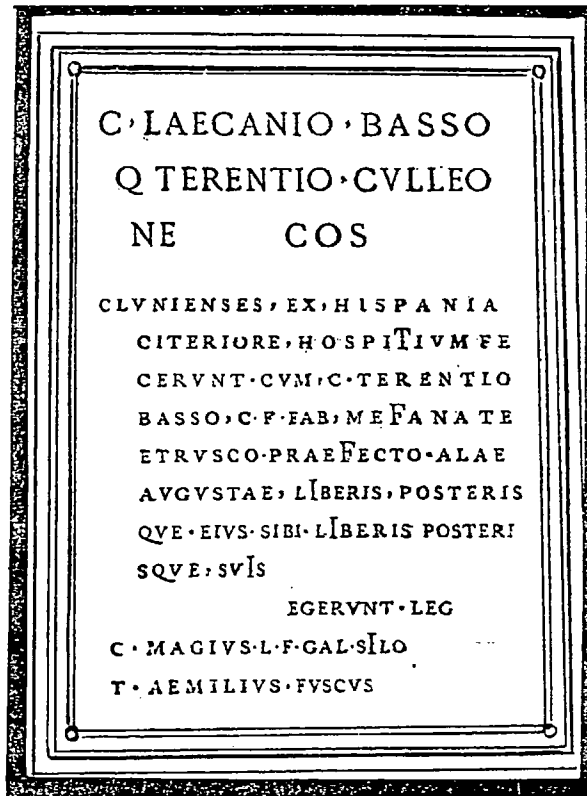 C · LAECANIO · BASSO
Q TERENTIO · CVLLEO
NE COS
CLVNIENSES, EX, HISPANIA
CITERIORE, HOSPITIVM FE
CERVNT · CVM, C · TERENTIO
BASSO, C · F · FAB, MEFANATE
ETRVSCO · PRAEFECTO · ALAE
AVGVSTAE, LIBERIS, POSTERIS
QVE · EIVS · SIBI · LIBERIS POSTERI
SQVE, SVIS
EGERVNT · LEG
C · MAGIVS · L · F · GAL · SILO
T · AEMILIVS · FVSCVS